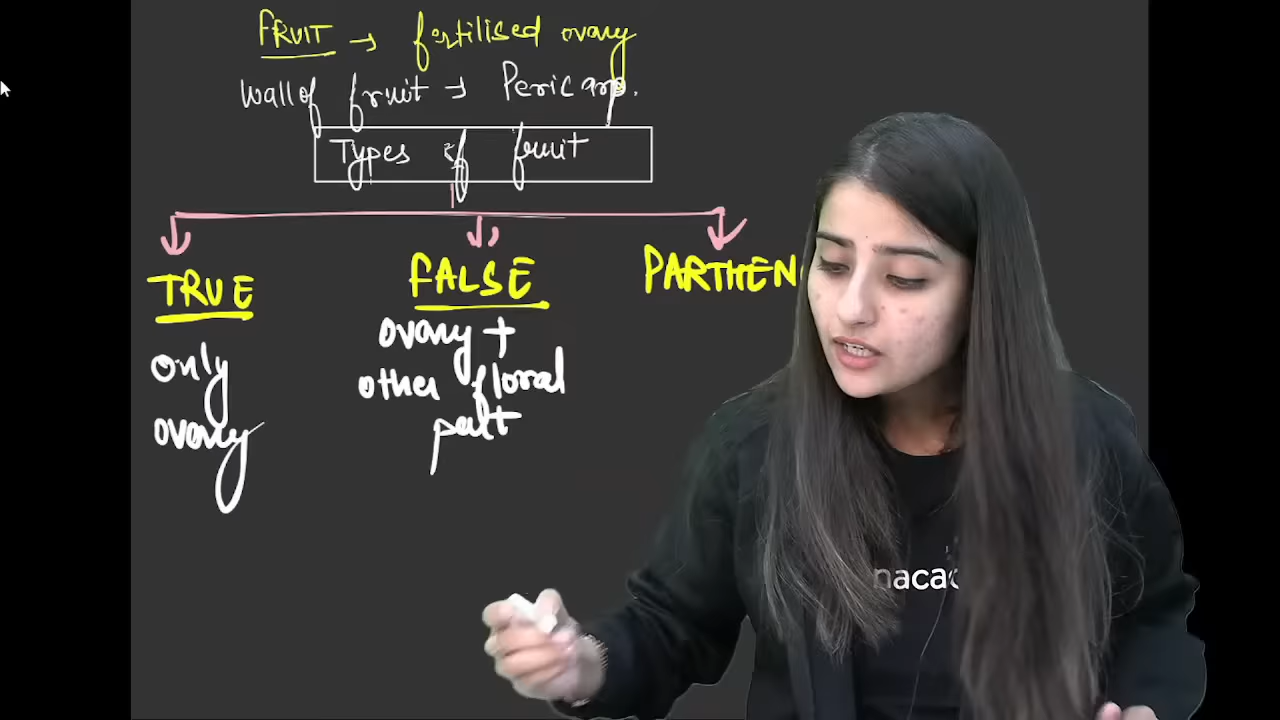 FRUIT → fertilised ovary
Wall of fruit → Pericarp.
Types of fruit
TRUE
FALSE
PARTHEN
only
ovary
ovary +
other floral
part
nacac